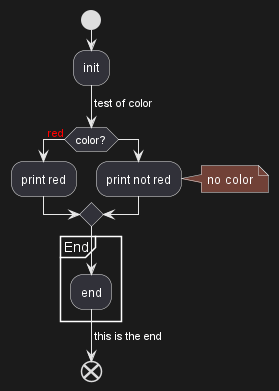 init
test of color
red
color?
print red
print not red
no color
End
end
this is the end